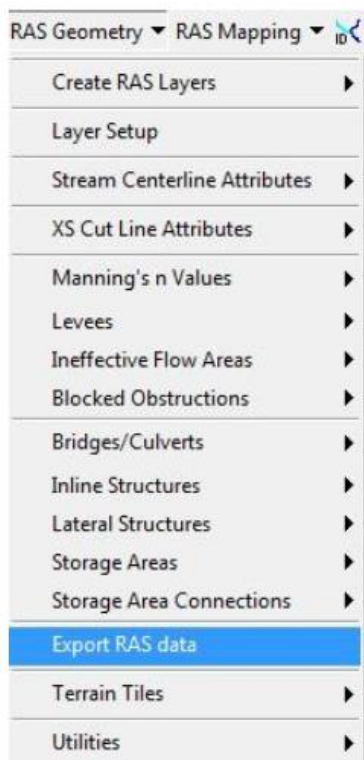 RAS Geometry ▼ RAS Mapping ▼ ID
Create RAS Layers
Layer Setup
Stream Centerline Attributes
XS Cut Line Attributes
Manning's n Values
Levees
Ineffective Flow Areas
Blocked Obstructions
Bridges/Culverts
Inline Structures
Lateral Structures
Storage Areas
Storage Area Connections
Export RAS data
Terrain Tiles
Utilities